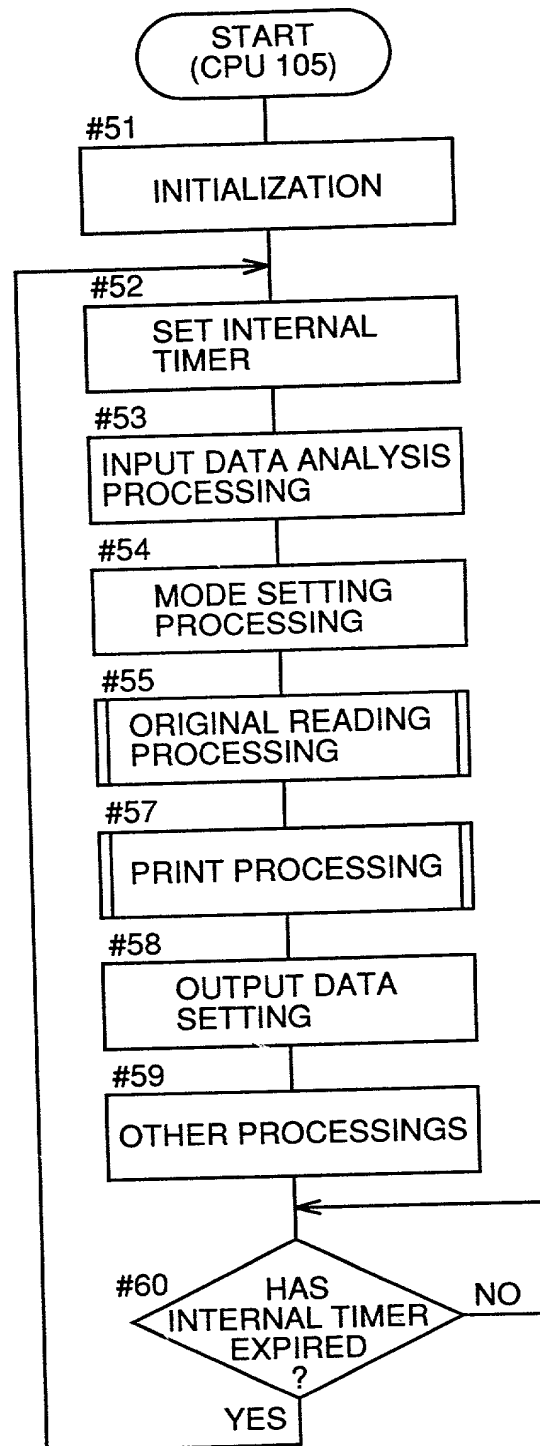 START
(CPU 105)
#51
INITIALIZATION
#52
SET INTERNAL
TIMER
#53
INPUT DATA ANALYSIS
PROCESSING
#54
MODE SETTING
PROCESSING
#55
ORIGINAL READING
PROCESSING
#57
PRINT PROCESSING
#58
OUTPUT DATA
SETTING
#59
OTHER PROCESSINGS
#60
HAS
INTERNAL TIMER
EXPIRED
?
NO
YES